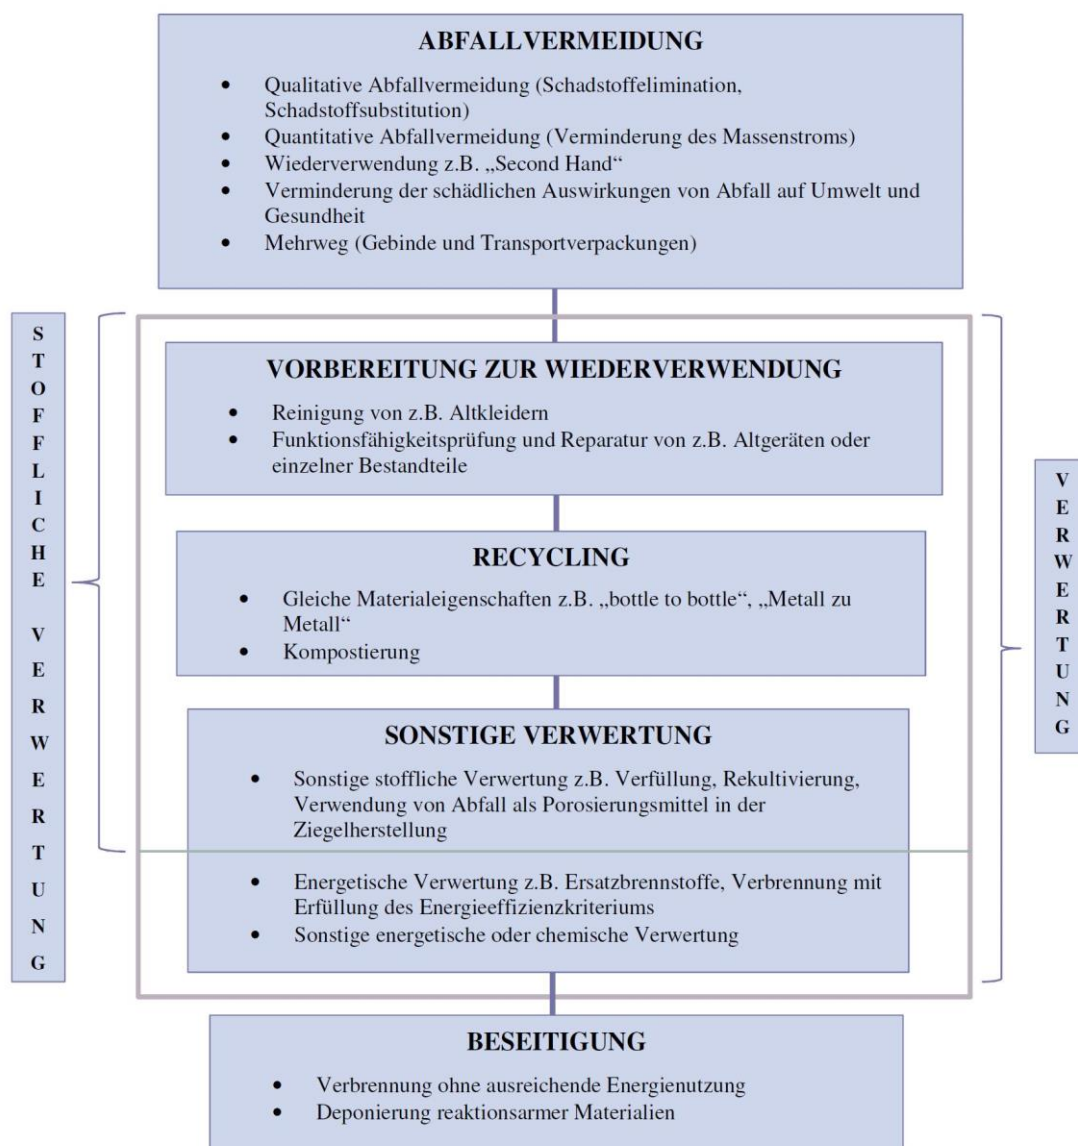 ABFALLVERMEIDUNG
• Qualitative Abfallvermeidung (Schadstoffelimination,
Schadstoffsubstitution)
• Quantitative Abfallvermeidung (Verminderung des Massenstroms)
• Wiederverwendung z.B. „Second Hand“
• Verminderung der schädlichen Auswirkungen von Abfall auf Umwelt und
Gesundheit
• Mehrweg (Gebinde und Transportverpackungen)
STOFFLICHE VERWERTUNG
VORBEREITUNG ZUR WIEDERVERWENDUNG
• Reinigung von z.B. Altkleidern
• Funktionsfähigkeitsprüfung und Reparatur von z.B. Altgeräten oder
einzelner Bestandteile
RECYCLING
• Gleiche Materialeigenschaften z.B. „bottle to bottle“, „Metall zu
Metall“
• Kompostierung
SONSTIGE VERWERTUNG
• Sonstige stoffliche Verwertung z.B. Verfüllung, Rekultivierung,
Verwendung von Abfall als Porosierungsmittel in der
Ziegelherstellung
• Energetische Verwertung z.B. Ersatzbrennstoffe, Verbrennung mit
Erfüllung des Energieeffizienzkriteriums
• Sonstige energetische oder chemische Verwertung
VERWERTUNG
BESEITIGUNG
• Verbrennung ohne ausreichende Energienutzung
• Deponierung reaktionsarmer Materialien